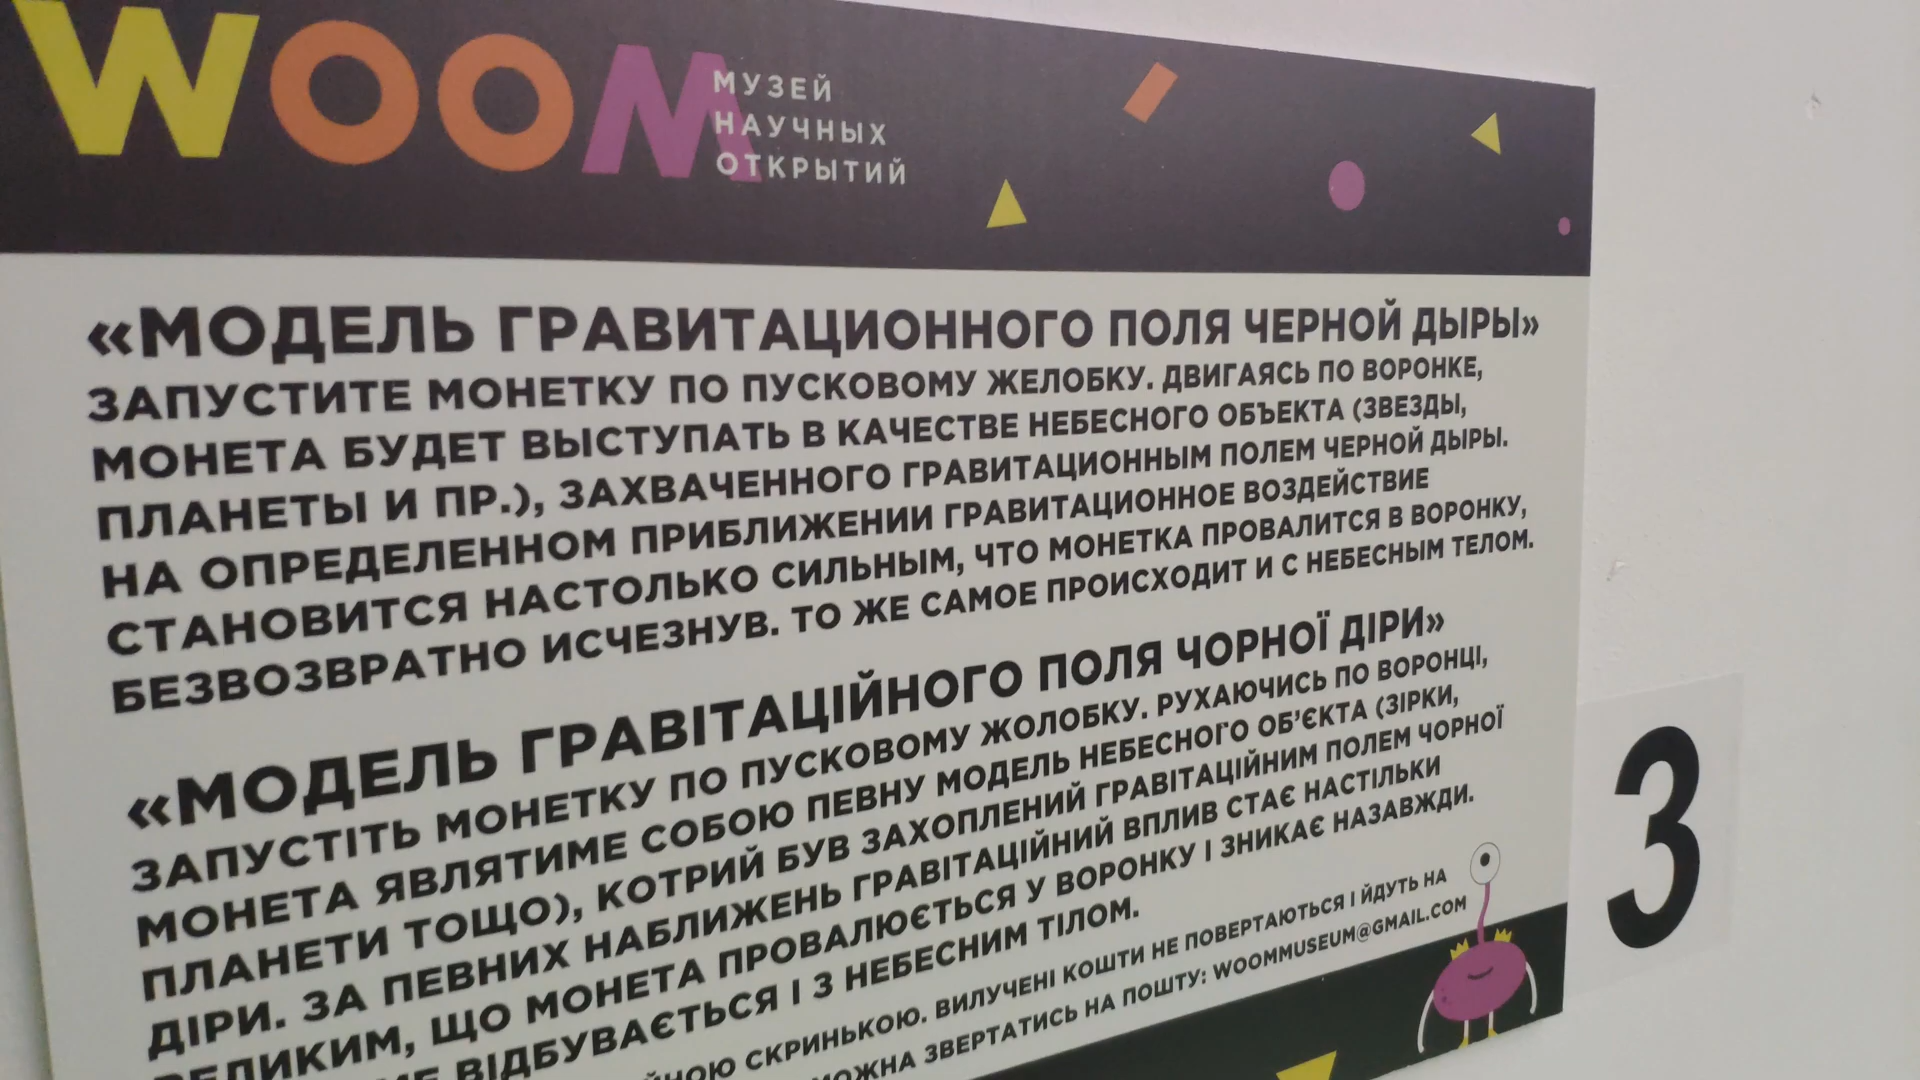 WOOM
МУЗЕЙ
НАУЧНЫХ
ОТКРЫТИЙ
«МОДЕЛЬ ГРАВИТАЦИОННОГО ПОЛЯ ЧЕРНОЙ ДЫРЫ»
ЗАПУСТИТЕ МОНЕТКУ ПО ПУСКОВОМУ ЖЕЛОБКУ. ДВИГАЯСЬ ПО ВОРОНКЕ,
МОНЕТА БУДЕТ ВЫСТУПАТЬ В КАЧЕСТВЕ НЕБЕСНОГО ОБЪЕКТА (ЗВЕЗДЫ,
ПЛАНЕТЫ И ПР.), ЗАХВАЧЕННОГО ГРАВИТАЦИОННЫМ ПОЛЕМ ЧЕРНОЙ ДЫРЫ.
НА ОПРЕДЕЛЕННОМ ПРИБЛИЖЕНИИ ГРАВИТАЦИОННОЕ ВОЗДЕЙСТВИЕ
СТАНОВИТСЯ НАСТОЛЬКО СИЛЬНЫМ, ЧТО МОНЕТКА ПРОВАЛИТСЯ В ВОРОНКУ,
БЕЗВОЗВРАТНО ИСЧЕЗНУВ. ТО ЖЕ САМОЕ ПРОИСХОДИТ И С НЕБЕСНЫМ ТЕЛОМ.
«МОДЕЛЬ ГРАВІТАЦІЙНОГО ПОЛЯ ЧОРНОЇ ДІРИ»
ЗАПУСТІТЬ МОНЕТКУ ПО ПУСКОВОМУ ЖОЛОБКУ. РУХАЮЧИСЬ ПО ВОРОНЦІ,
МОНЕТА ЯВЛЯТИМЕ СОБОЮ ПЕВНУ МОДЕЛЬ НЕБЕСНОГО ОБ'ЄКТА (ЗІРКИ,
ПЛАНЕТИ ТОЩО), КОТРИЙ БУВ ЗАХОПЛЕНИЙ ГРАВІТАЦІЙНИМ ПОЛЕМ ЧОРНОЇ
ДІРИ. ЗА ПЕВНИХ НАБЛИЖЕНЬ ГРАВІТАЦІЙНИЙ ВПЛИВ СТАЄ НАСТІЛЬКИ
ВЕЛИКИМ, ЩО МОНЕТА ПРОВАЛЮЄТЬСЯ У ВОРОНКУ І ЗНИКАЄ НАЗАВЖДИ.
ВІДБУВАЄТЬСЯ І З НЕБЕСНИМ ТІЛОМ.
СКРИНЬКОЮ. ВИЛУЧЕНІ КОШТИ НЕ ПОВЕРТАЮТЬСЯ І ЙДУТЬ НА
МОЖНА ЗВЕРТАТИСЬ НА ПОШТУ: WOOMMUSEUM@GMAIL.COM
3